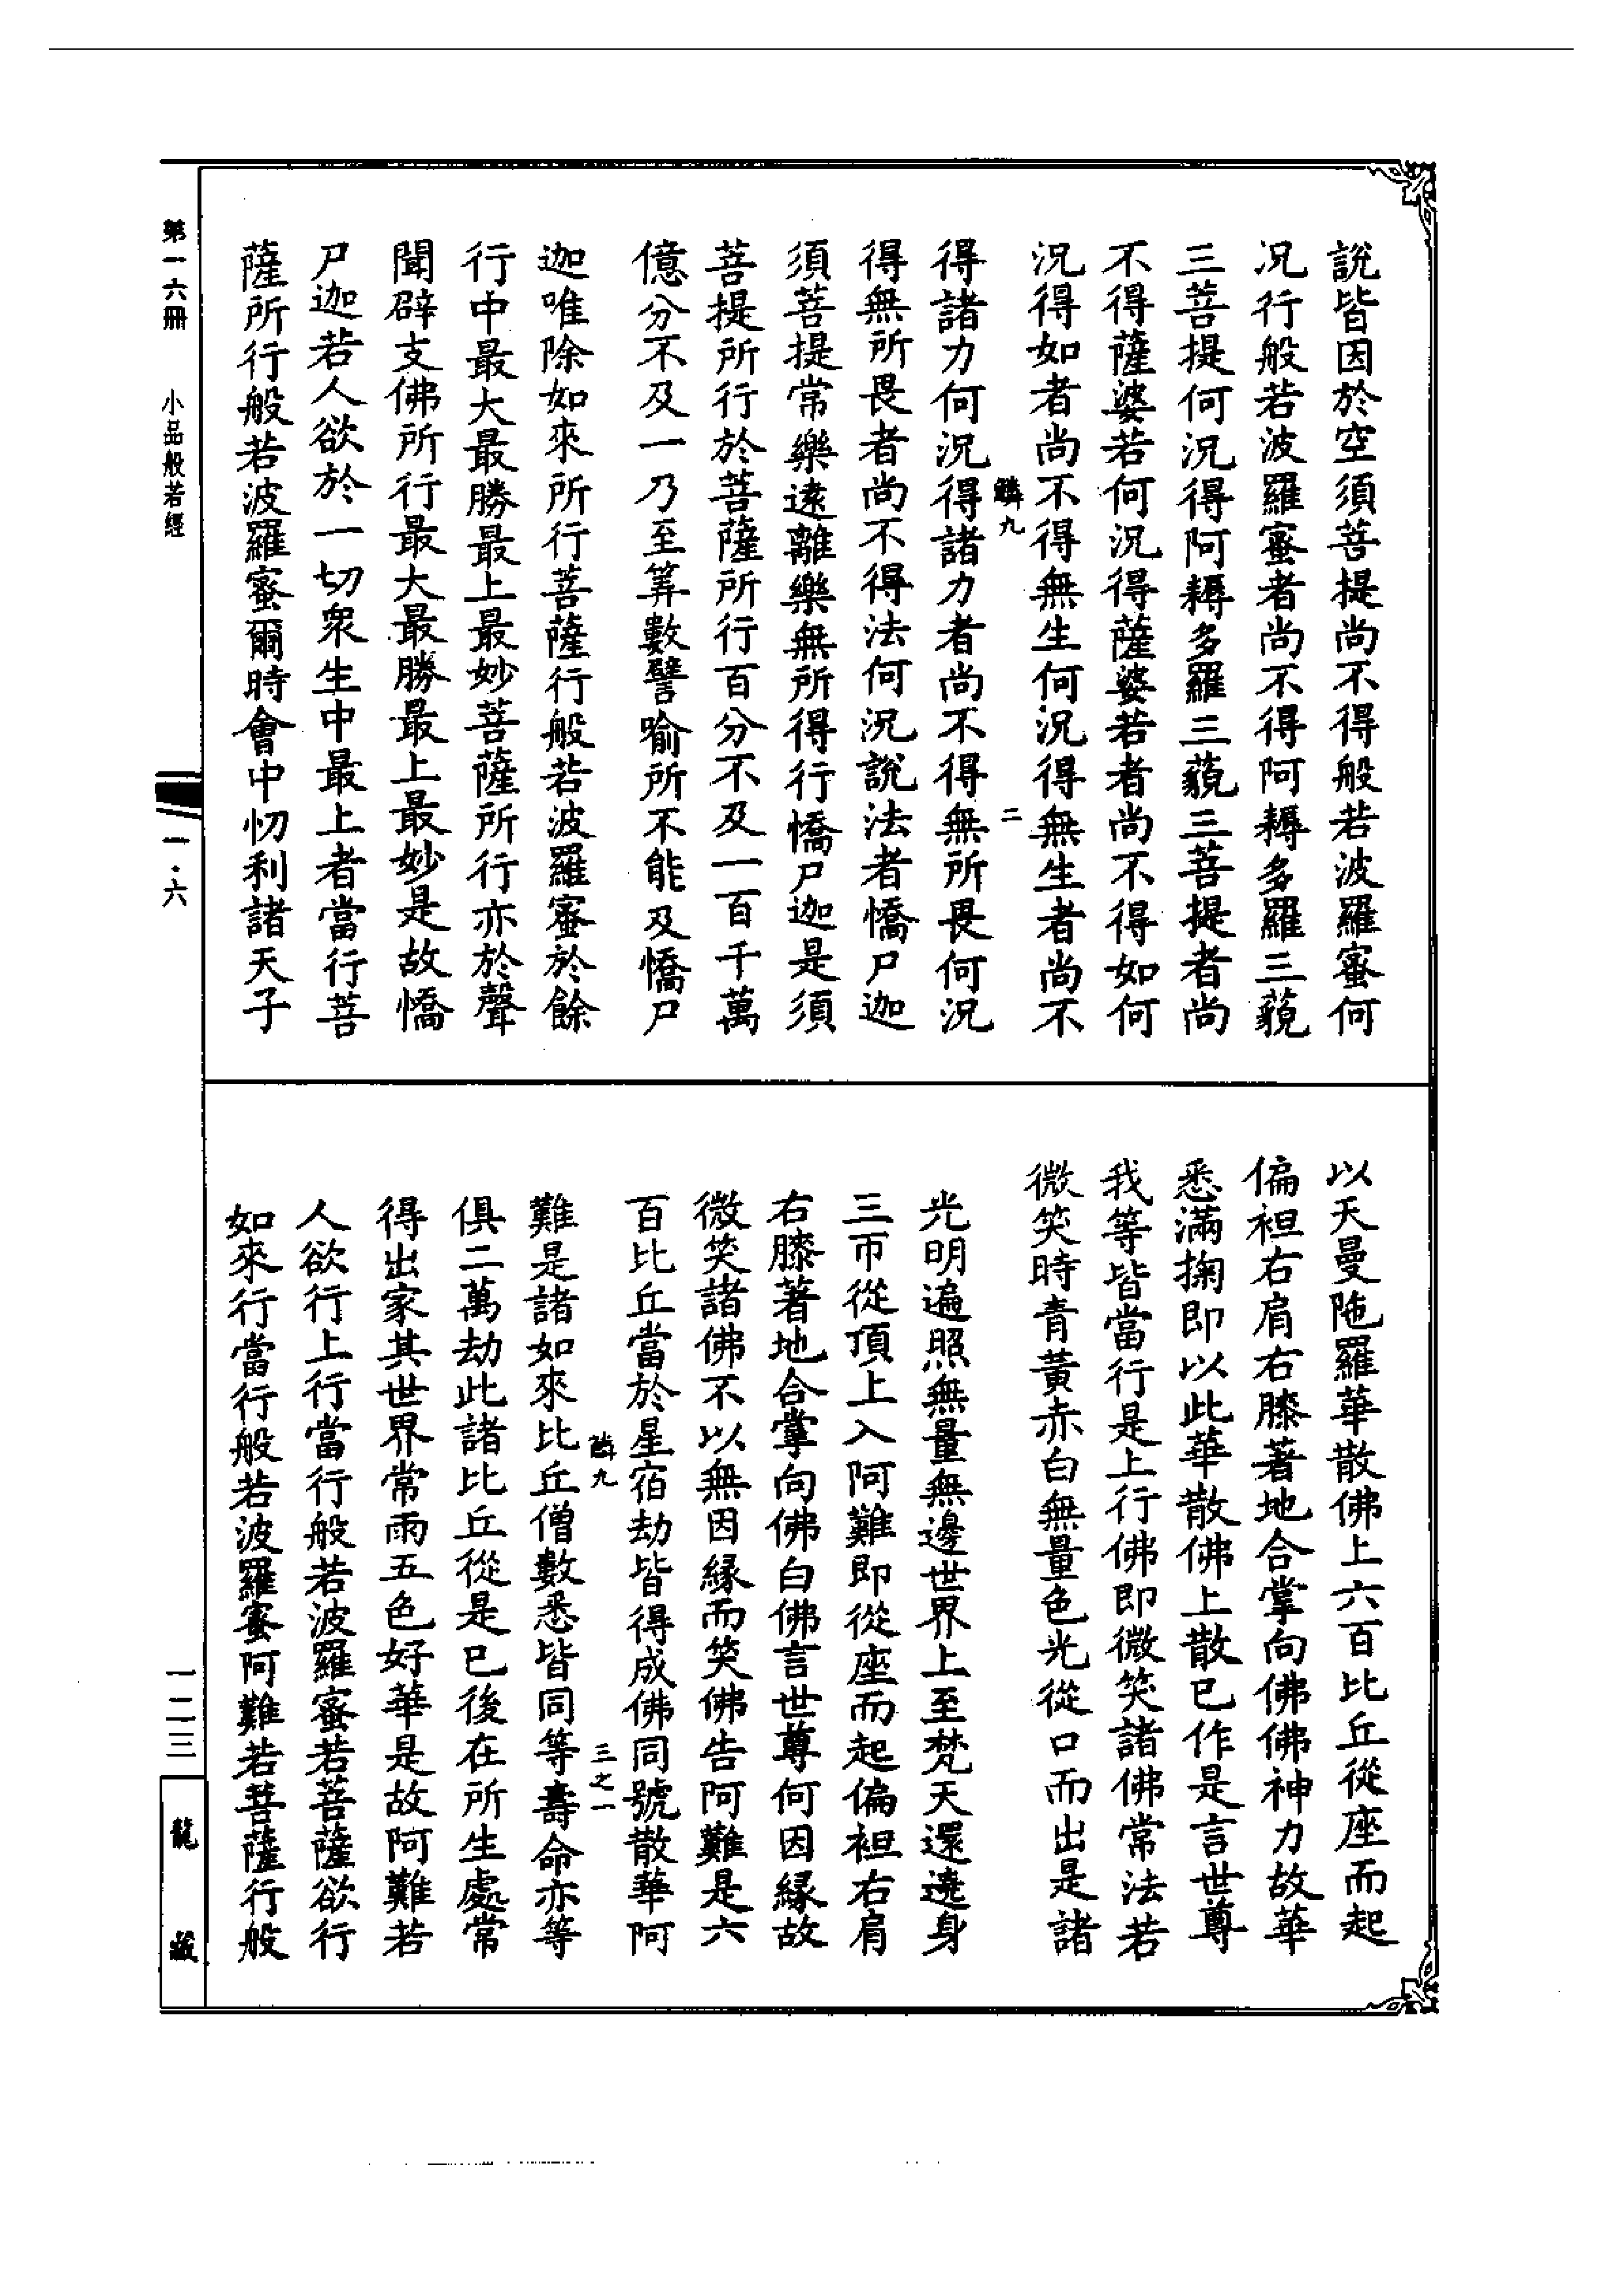 說皆因於空須菩提尚不得般若波羅蜜何
况行般若波羅蜜者尚不得阿耨多羅三藐
三菩提何况得阿耨多羅三藐三菩提者尚
不得薩婆若何况得薩婆若者尚不得如何
况得如者尚不得無生何况得無生者尚不
得諸力何况得諸力者尚不得無所畏何况
得無所畏者尚不得法何况說法者憍尸迦
須菩提常樂遠離樂無所得行憍尸迦是須
菩提所行於菩薩所行百分不及一百千萬
億分不及一乃至筭數譬喻所不能及憍尸
迦唯除如來所行菩薩行般若波羅蜜於餘
行中最大最勝最上最妙菩薩所行亦於聲
聞辟支佛所行最大最勝最上最妙是故憍
尸迦若人欲於一切衆生中最上者當行菩
薩所行般若波羅蜜爾時會中忉利諸天子
麟九 二
以天曼陁羅華散佛上六百比丘從座而起
偏袒右肩右膝著地合掌向佛佛神力故華
悉滿掬即以此華散佛上散已作是言世尊
我等皆當行是上行佛即微笑諸佛常法若
微笑時青黃赤白無量色光從口而出是諸
光明遍照無量無邊世界上至梵天還遶身
三帀從頂上入阿難即從座而起偏袒右肩
右膝著地合掌向佛白佛言世尊何因緣故
微笑諸佛不以無因緣而笑佛告阿難是六
百比丘當於星宿劫皆得成佛同號散華阿
難是諸如來比丘僧數悉皆同等壽命亦等
俱二萬劫此諸比丘從是已後在所生處常
得出家其世界常雨五色好華是故阿難若
人欲行上行當行般若波羅蜜若菩薩欲行
如來行當行般若波羅蜜阿難若菩薩行般
麟九 三之一
第一六冊 小品般若經
一·六
一二三
龍藏